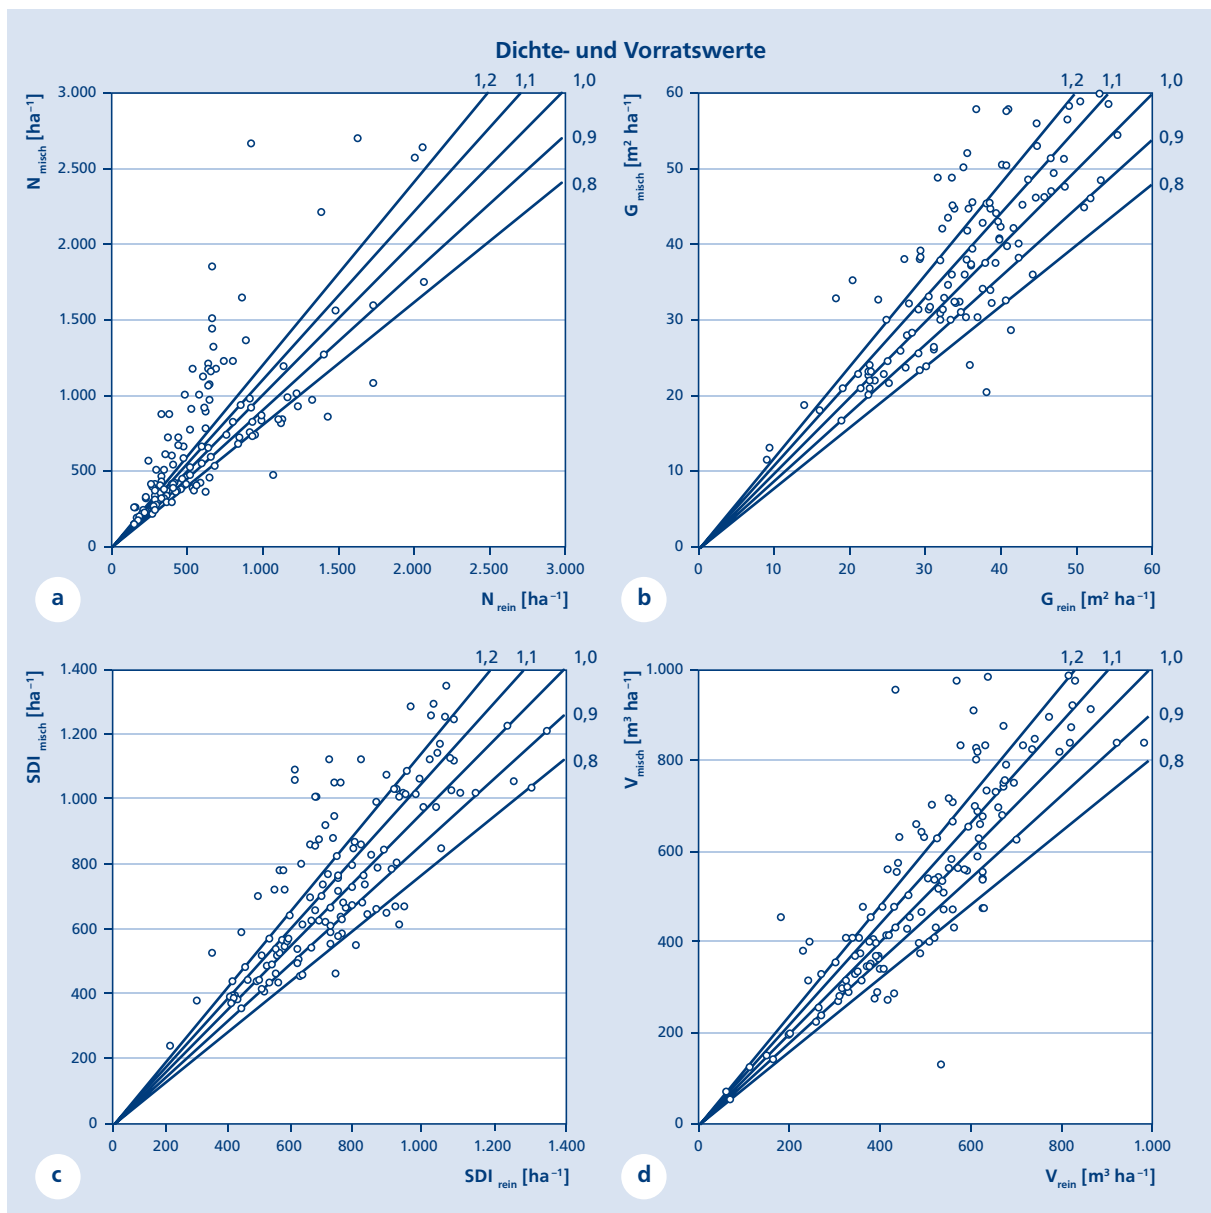 Dichte- und Vorratswerte
1,2 1,1 1,0
0,9
0,8
N misch [ha⁻¹]
3.000
2.500
2.000
1.500
1.000
500
0
0 500 1.000 1.500 2.000 2.500 3.000
a
N rein [ha⁻¹]
1,2 1,1 1,0
0,9
0,8
G misch [m² ha⁻¹]
60
50
40
30
20
10
0
0 10 20 30 40 50 60
b
G rein [m² ha⁻¹]
1,2 1,1 1,0
0,9
0,8
SDI misch [ha⁻¹]
1.400
1.200
1.000
800
600
400
200
0
0 200 400 600 800 1.000 1.200 1.400
c
SDI rein [ha⁻¹]
1,2 1,1 1,0
0,9
0,8
V misch [m³ ha⁻¹]
1.000
800
600
400
200
0
0 200 400 600 800 1.000
d
V rein [m³ ha⁻¹]